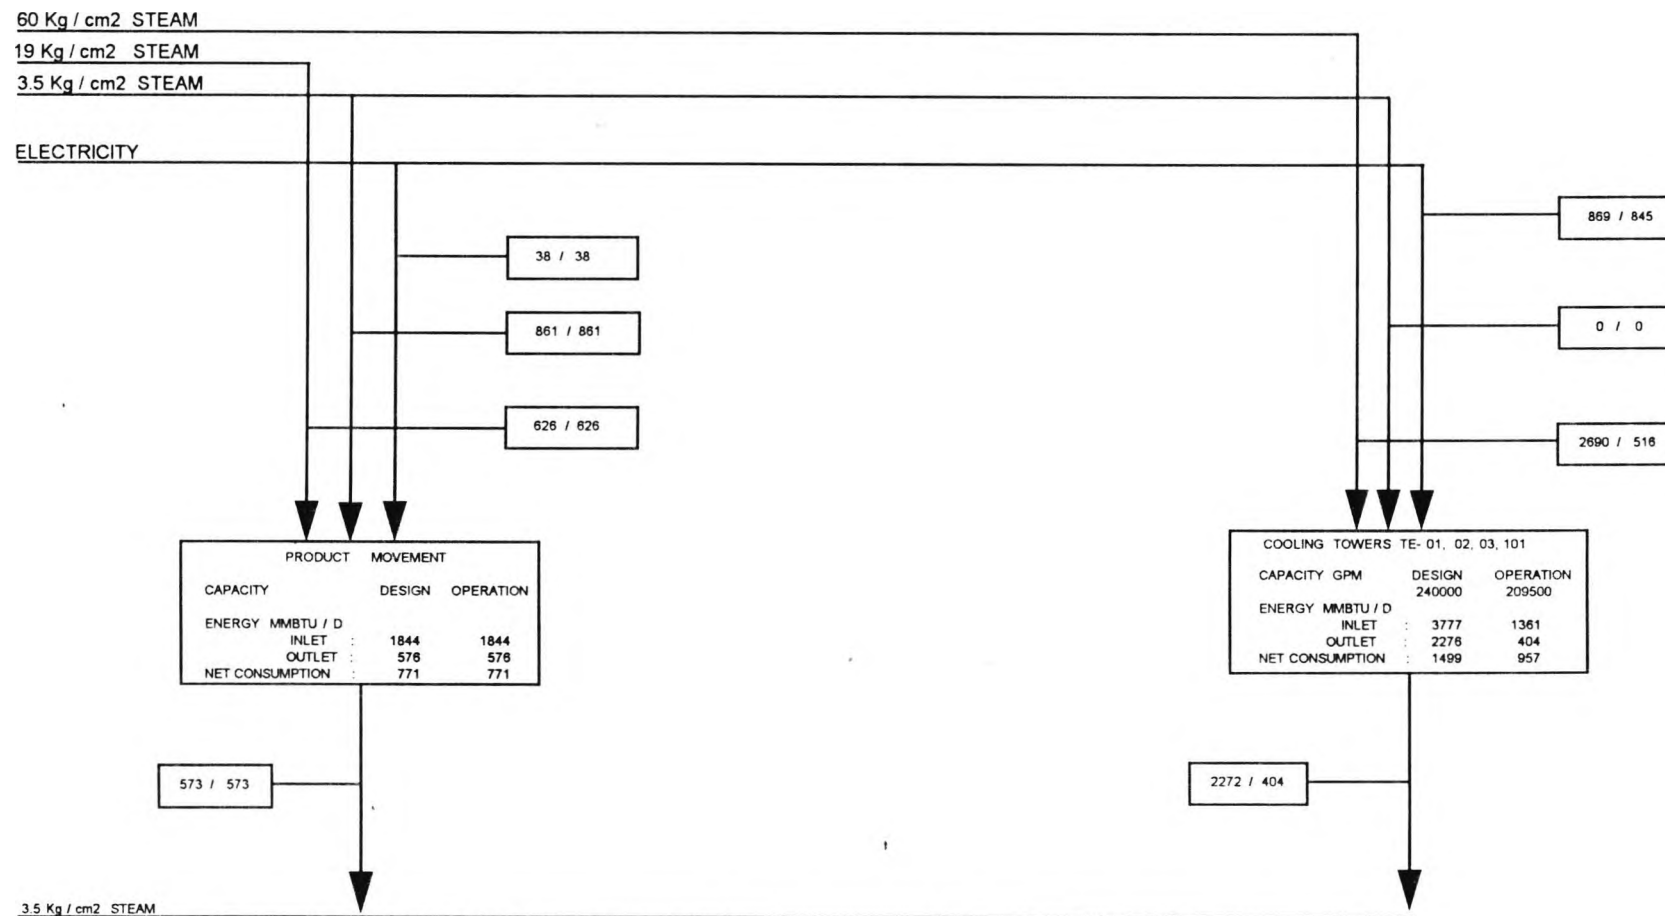 60 Kg / cm2 STEAM
19 Kg / cm2 STEAM
3.5 Kg / cm2 STEAM
ELECTRICITY
869 / 845
38 / 38
0 / 0
861 / 861
626 / 626
2690 / 516
PRODUCT MOVEMENT
CAPACITY DESIGN OPERATION
ENERGY MMBTU / D
INLET : 1844 1844
OUTLET : 576 576
NET CONSUMPTION : 771 771
COOLING TOWERS TE- 01, 02, 03, 101
CAPACITY GPM DESIGN OPERATION
240000 209500
ENERGY MMBTU / D
INLET : 3777 1361
OUTLET : 2276 404
NET CONSUMPTION : 1499 957
573 / 573
2272 / 404
3.5 Kg / cm2 STEAM